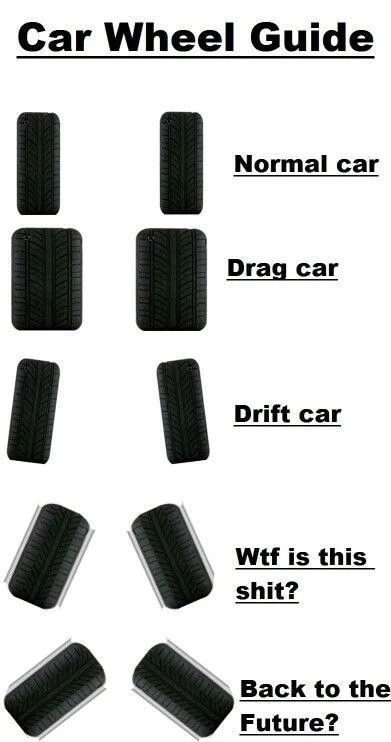 Car Wheel Guide
Normal car
Drag car
Drift car
Wtf is this
shit?
Back to the
Future?